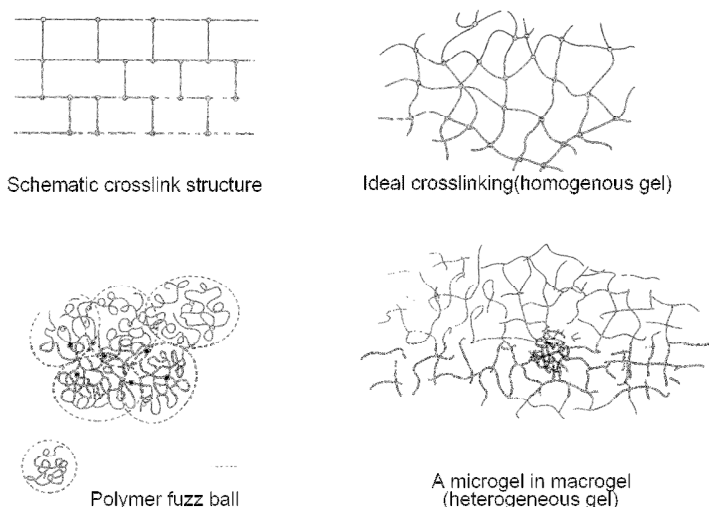 Schematic crosslink structure
Ideal crosslinking(homogenous gel)
Polymer fuzz ball
A microgel in macrogel
(heterogeneous gel)